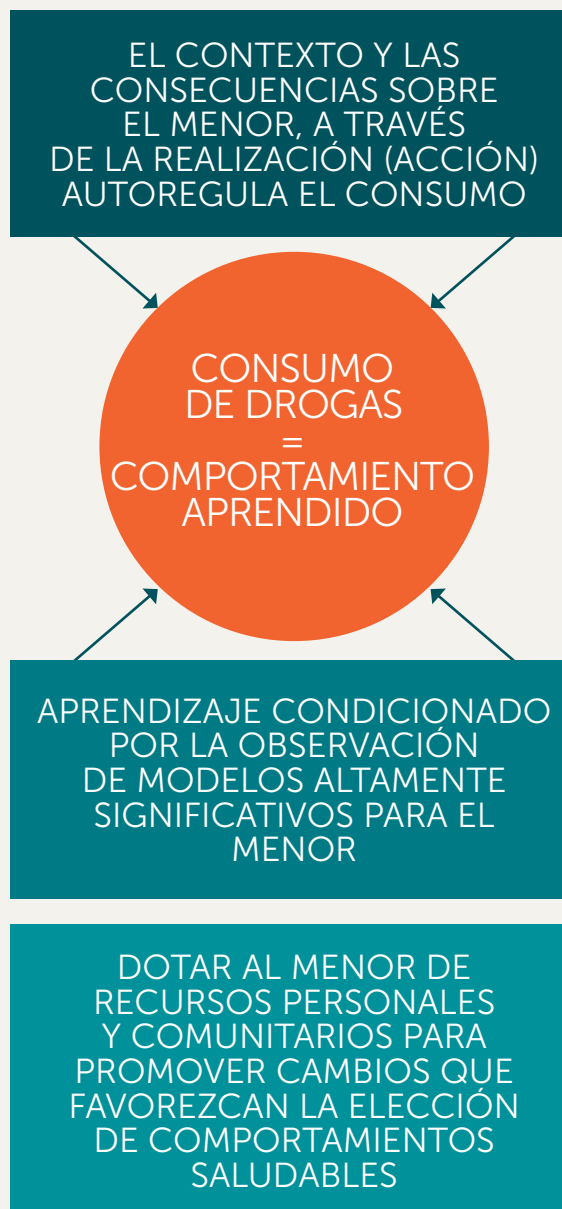 EL CONTEXTO Y LAS
CONSECUENCIAS SOBRE
EL MENOR, A TRAVÉS
DE LA REALIZACIÓN (ACCIÓN)
AUTOREGULA EL CONSUMO
CONSUMO
DE DROGAS
=
COMPORTAMIENTO
APRENDIDO
APRENDIZAJE CONDICIONADO
POR LA OBSERVACIÓN
DE MODELOS ALTAMENTE
SIGNIFICATIVOS PARA EL
MENOR
DOTAR AL MENOR DE
RECURSOS PERSONALES
Y COMUNITARIOS PARA
PROMOVER CAMBIOS QUE
FAVOREZCAN LA ELECCIÓN
DE COMPORTAMIENTOS
SALUDABLES